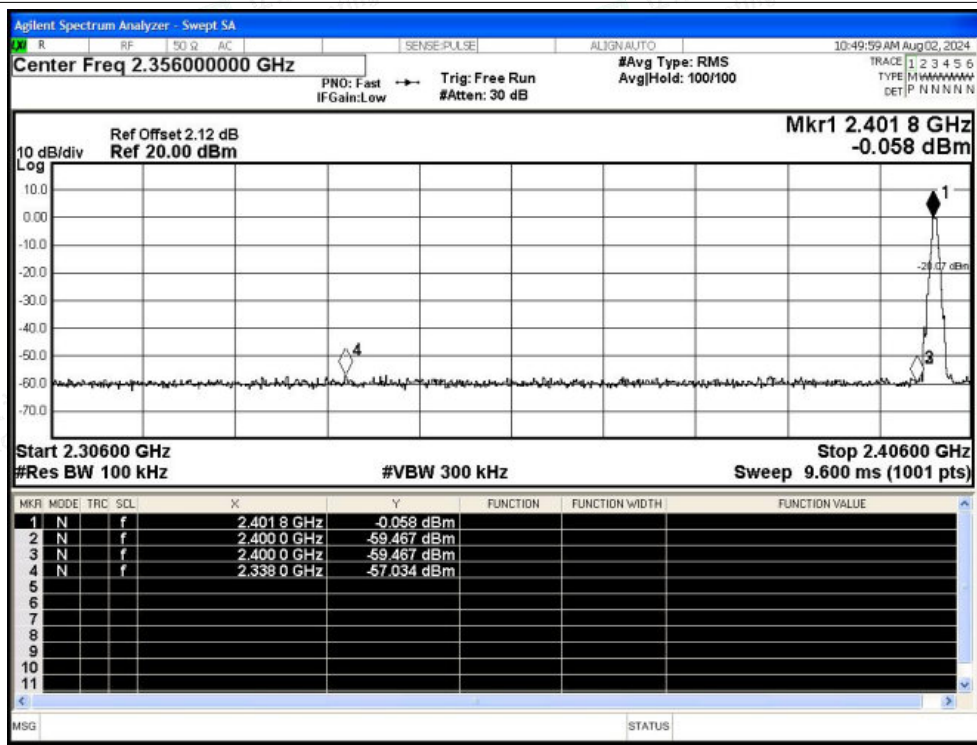 Agilent Spectrum Analyzer - Swept SA
LXI R RF 50 Ω AC SENSE:PULSE ALIGN AUTO 10:49:59 AM Aug 02, 2024
Center Freq 2.356000000 GHz #Avg Type: RMS TRACE 1 2 3 4 5 6
PNO: Fast Trig: Free Run Avg|Hold: 100/100 TYPE M
IFGain:Low #Atten: 30 dB DET P N N N N N
Mkr1 2.401 8 GHz
Ref Offset 2.12 dB
10 dB/div Ref 20.00 dBm -0.058 dBm
Log
10.0
1
0.00
-10.0
-20.0
-30.0
-40.0
-50.0
4
3
-60.0
-70.0
Start 2.30600 GHz Stop 2.40600 GHz
#Res BW 100 kHz #VBW 300 kHz Sweep 9.600 ms (1001 pts)
MKR MODE TRC SCL X Y FUNCTION FUNCTION WIDTH FUNCTION VALUE
1 N f 2.401 8 GHz -0.058 dBm
2 N f 2.400 0 GHz -59.467 dBm
3 N f 2.400 0 GHz -59.467 dBm
4 N f 2.338 0 GHz -57.034 dBm
5
6
7
8
9
10
11
MSG STATUS